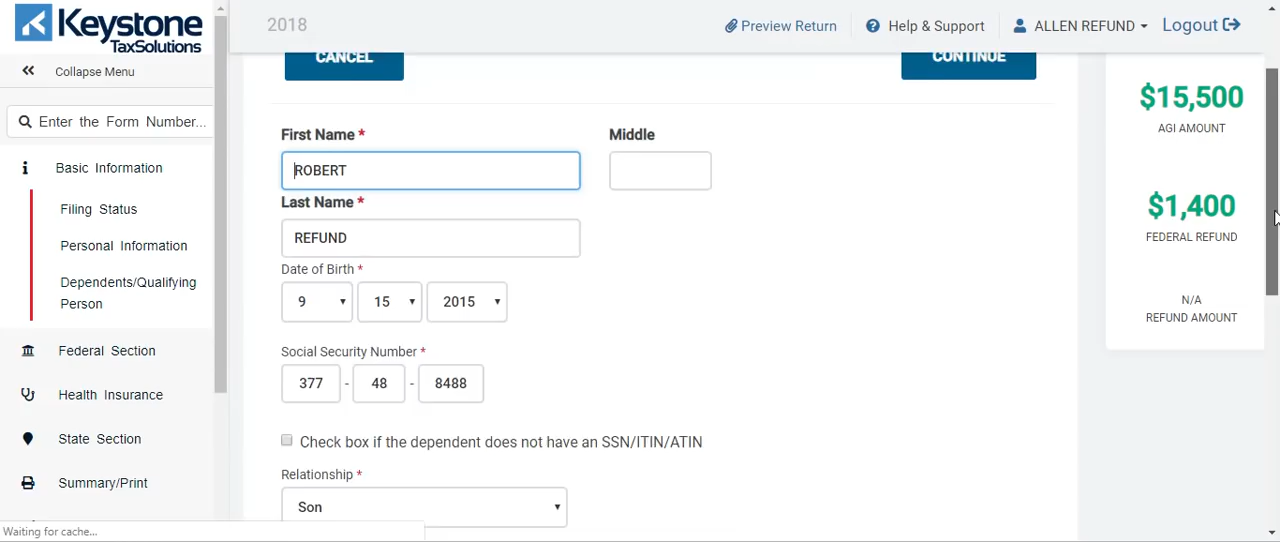 Keystone
TaxSolutions
2018
Preview Return
Help & Support
ALLEN REFUND
Logout
Collapse Menu
Enter the Form Number...
Basic Information
Filing Status
Personal Information
Dependents/Qualifying
Person
Federal Section
Health Insurance
State Section
Summary/Print
Waiting for cache...
CANCEL
CONTINUE
First Name *
Middle
ROBERT
Last Name *
REFUND
Date of Birth *
9 15 2015
Social Security Number *
377 - 48 - 8488
Check box if the dependent does not have an SSN/ITIN/ATIN
Relationship *
Son
$15,500
AGI AMOUNT
$1,400
FEDERAL REFUND
N/A
REFUND AMOUNT